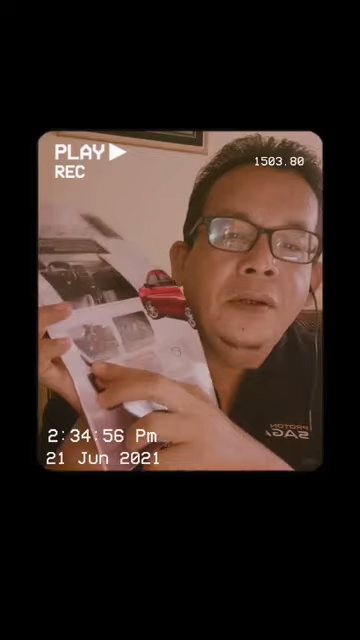 PLAY
REC
1503.80
PROTON
SAGA
2:34:56 Pm
21 Jun 2021